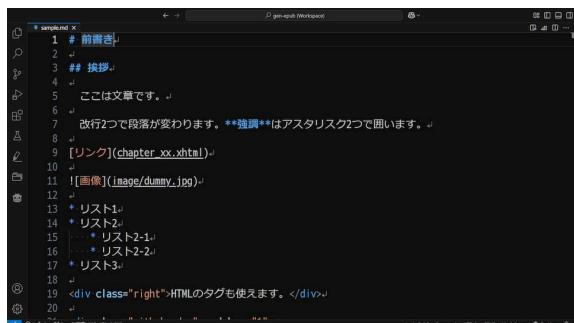 gen-epub (Workspace)
sample.md
1 # 前書き
2
3 ## 挨拶
4
5 　ここは文章です。
6
7 　改行2つで段落が変わります。**強調**はアスタリスク2つで囲います。
8
9 [リンク](chapter_xx.xhtml)
10
11 ![画像](image/dummy.jpg)
12
13 * リスト1
14 * リスト2
15     * リスト2-1
16     * リスト2-2
17 * リスト3
18
19 <div class="right">HTMLのタグも使えます。</div>
20